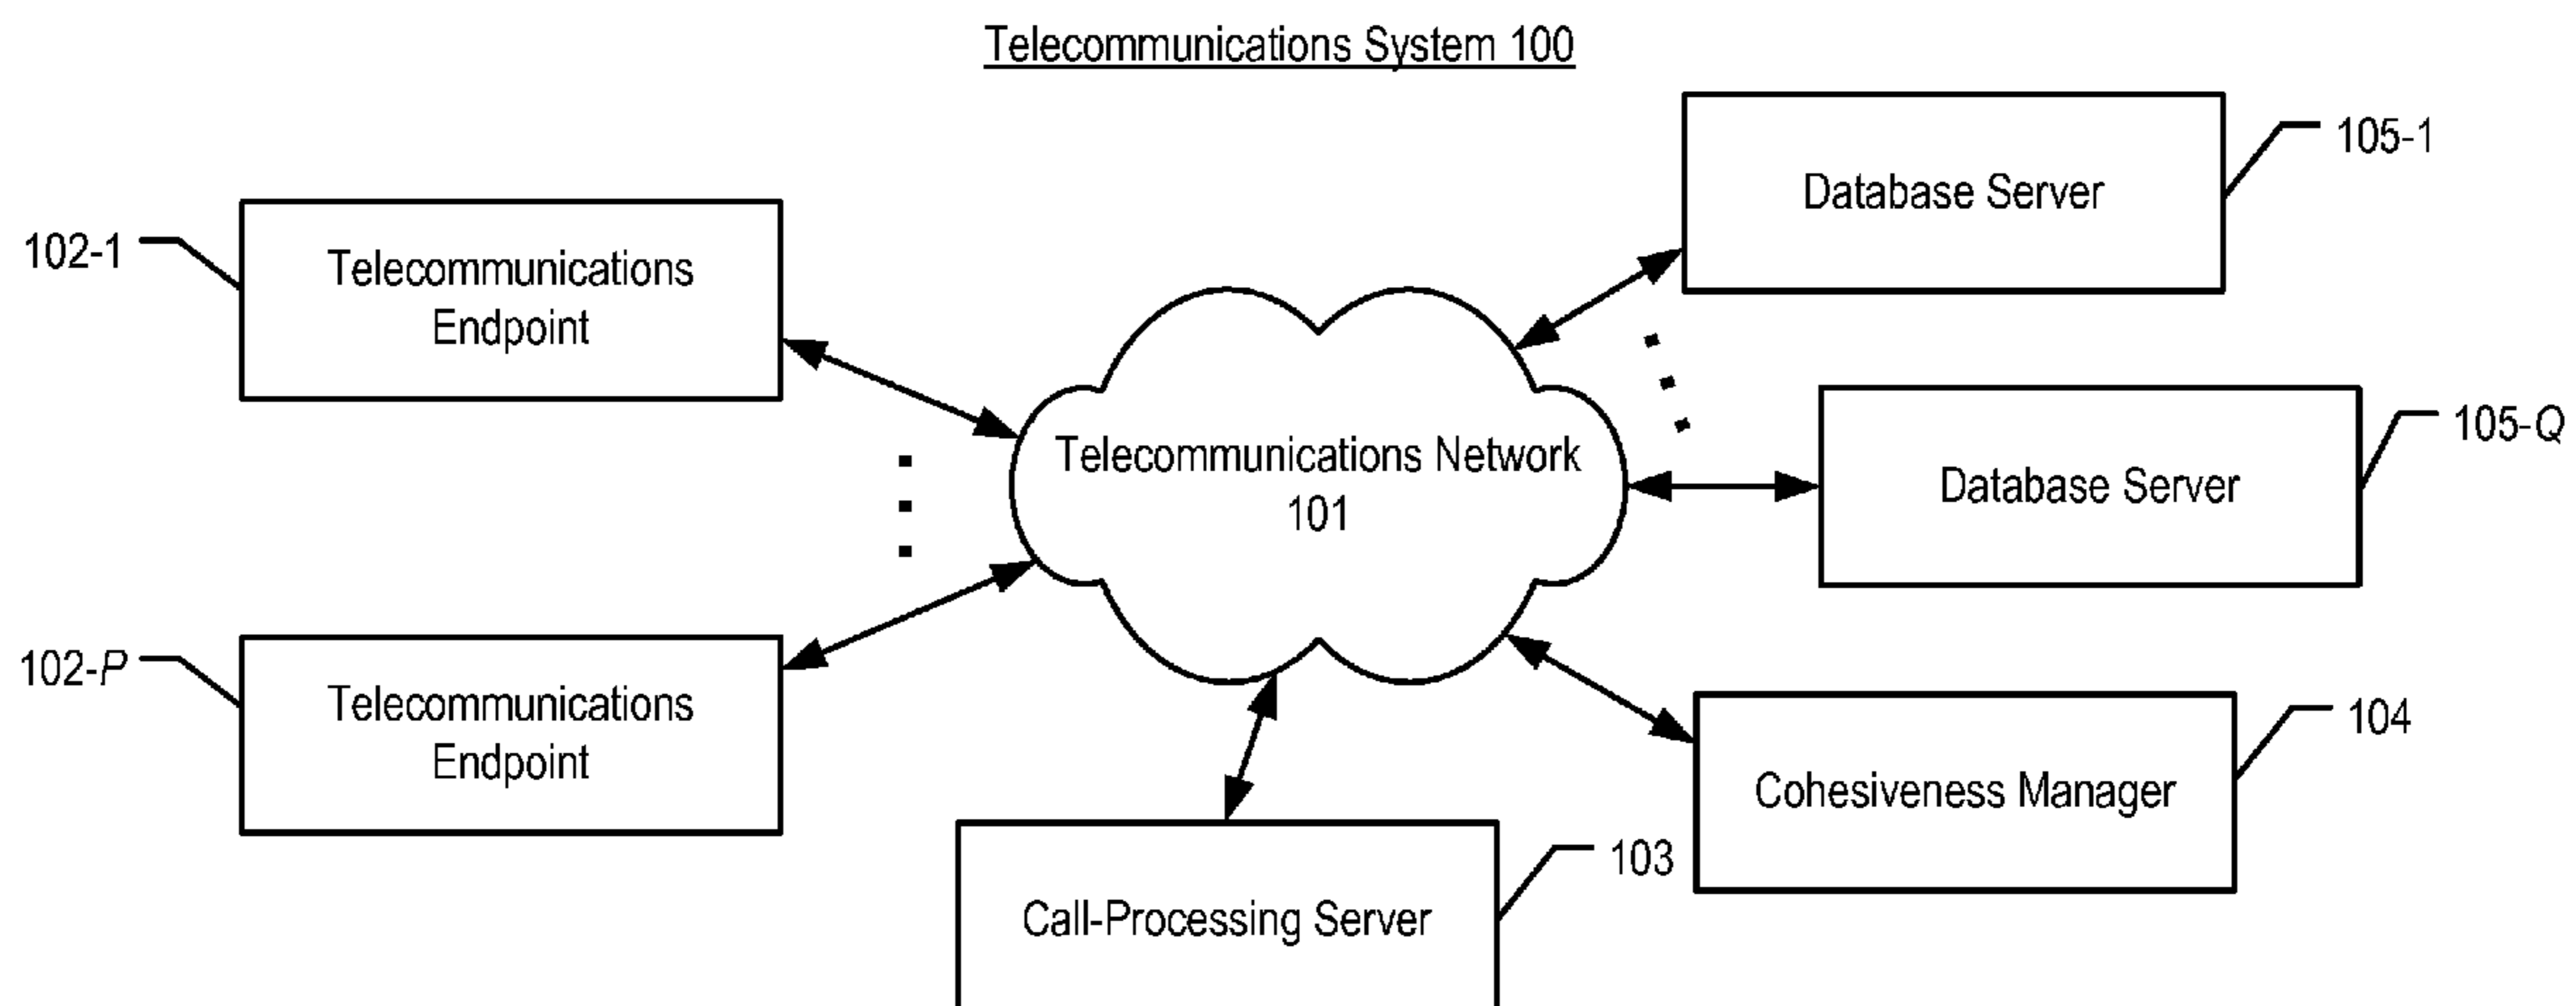 Telecommunications System 100
105-1
Database Server
102-1
Telecommunications
Endpoint
105-Q
Telecommunications Network
101
Database Server
102-P
Telecommunications
Endpoint
104
Cohesiveness Manager
103
Call-Processing Server